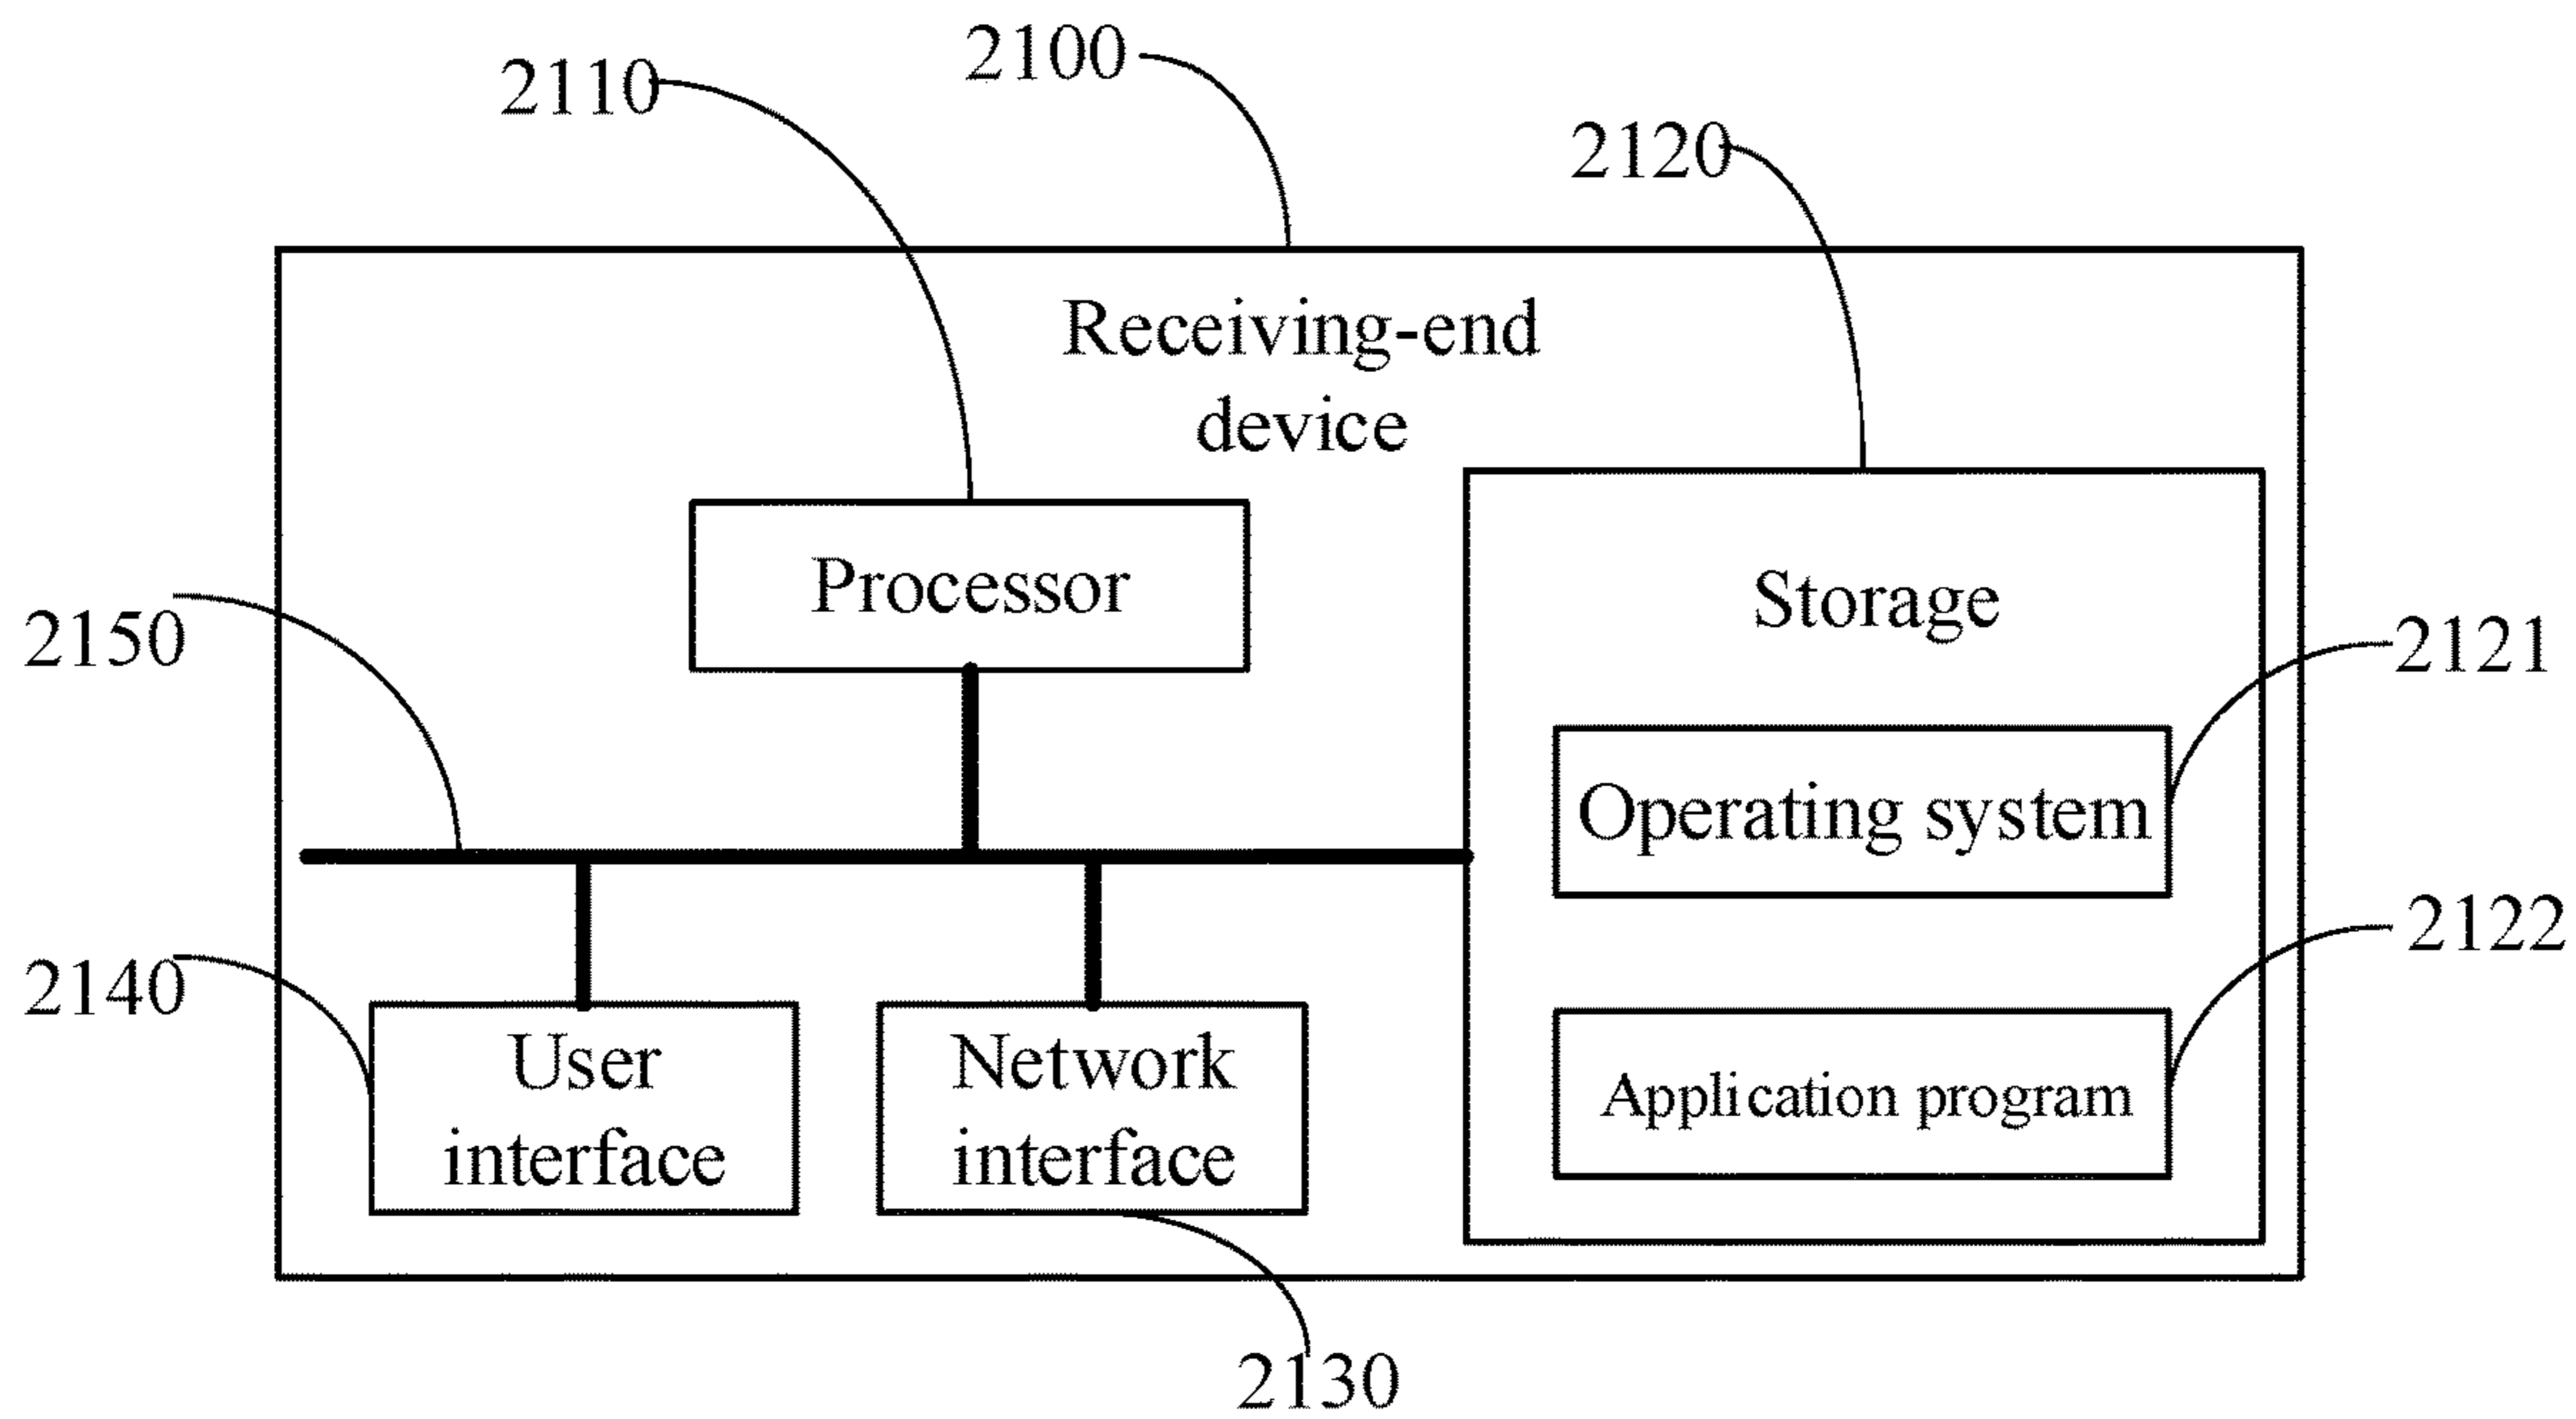 2100
2110
2120
Receiving-end
device
Processor
Storage
2150
2121
Operating system
2122
2140
User
interface
Network
interface
Application program
2130